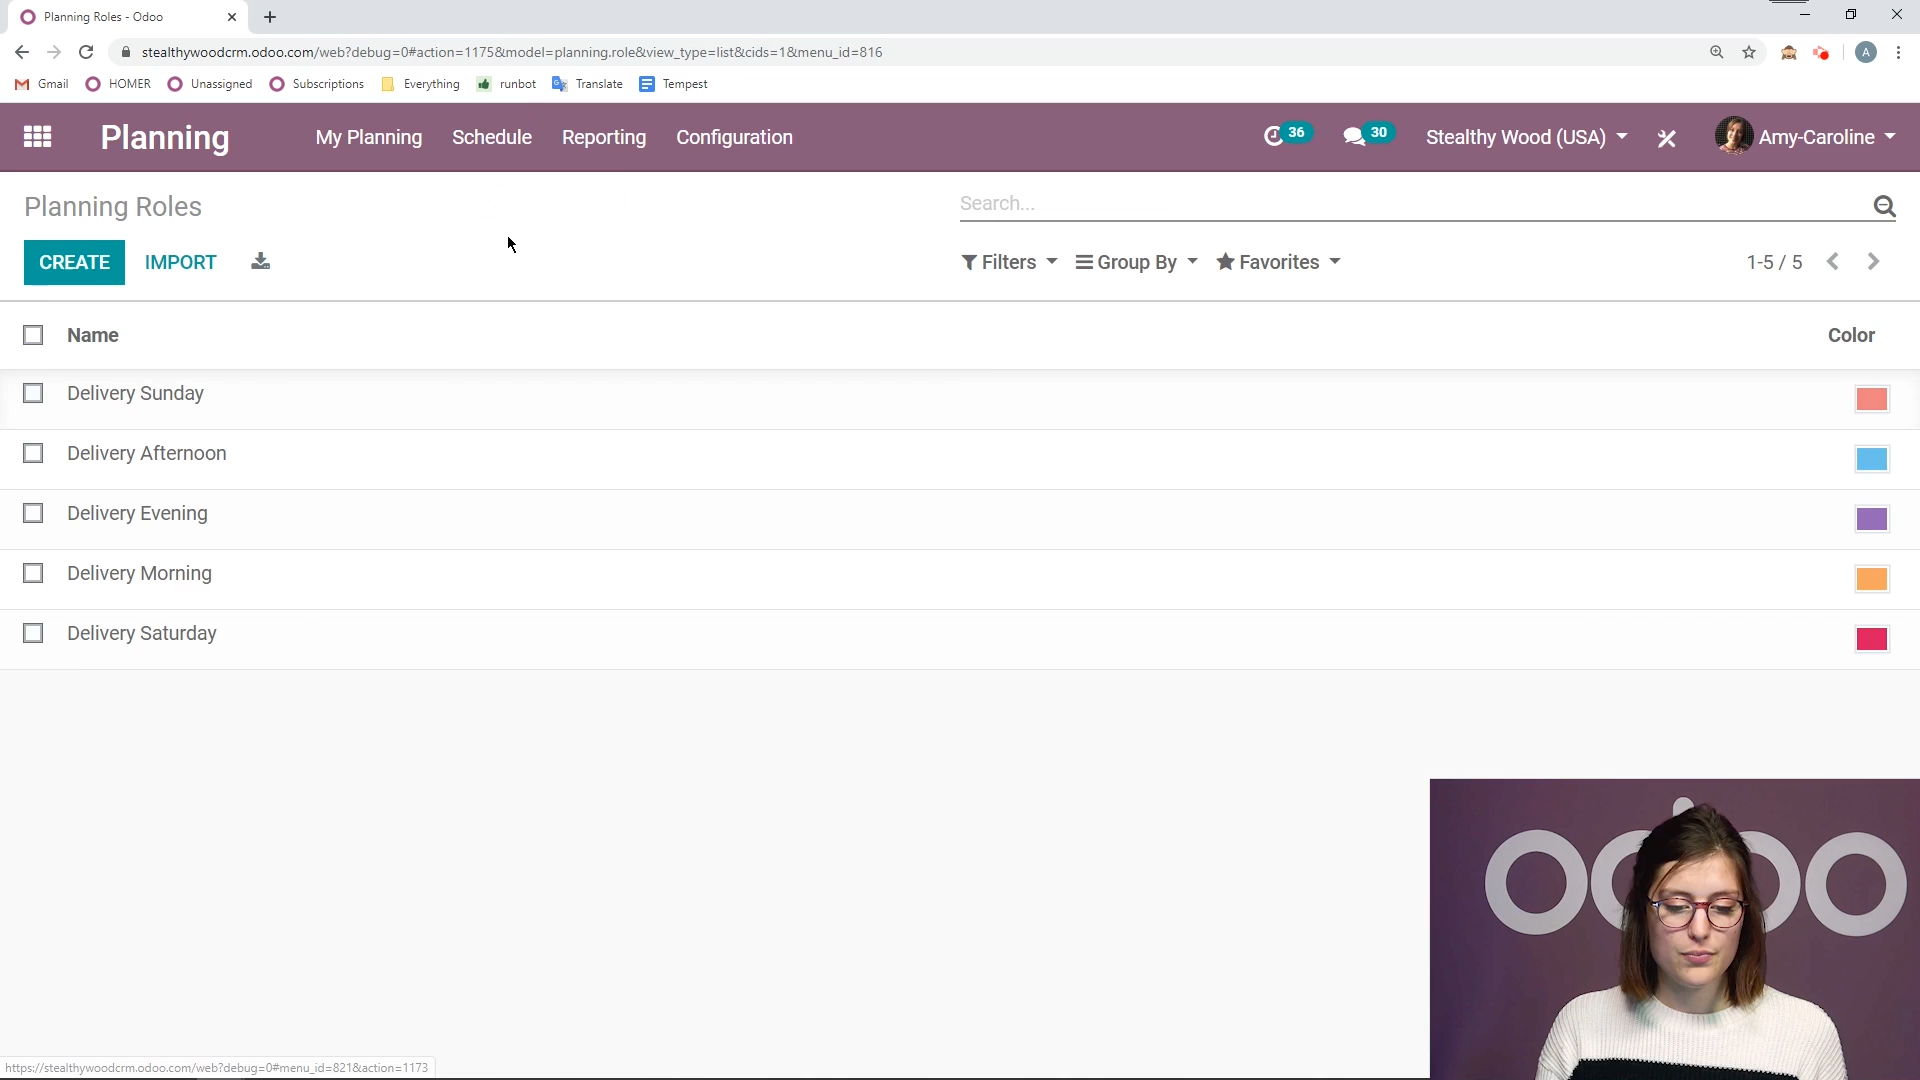 Planning Roles - Odoo
stealthywoodcrm.odoo.com/web?debug=0#action=1175&model=planning.role&view_type=list&cids=1&menu_id=816
A
Gmail HOMER Unassigned Subscriptions Everything runbot Translate Tempest
Planning My Planning Schedule Reporting Configuration 36 30 Stealthy Wood (USA) Amy-Caroline
Planning Roles
Search...
CREATE IMPORT Filters Group By Favorites 1-5 / 5
Name Color
Delivery Sunday
Delivery Afternoon
Delivery Evening
Delivery Morning
Delivery Saturday
odoo
https://stealthywoodcrm.odoo.com/web?debug=0#menu_id=821&action=1173